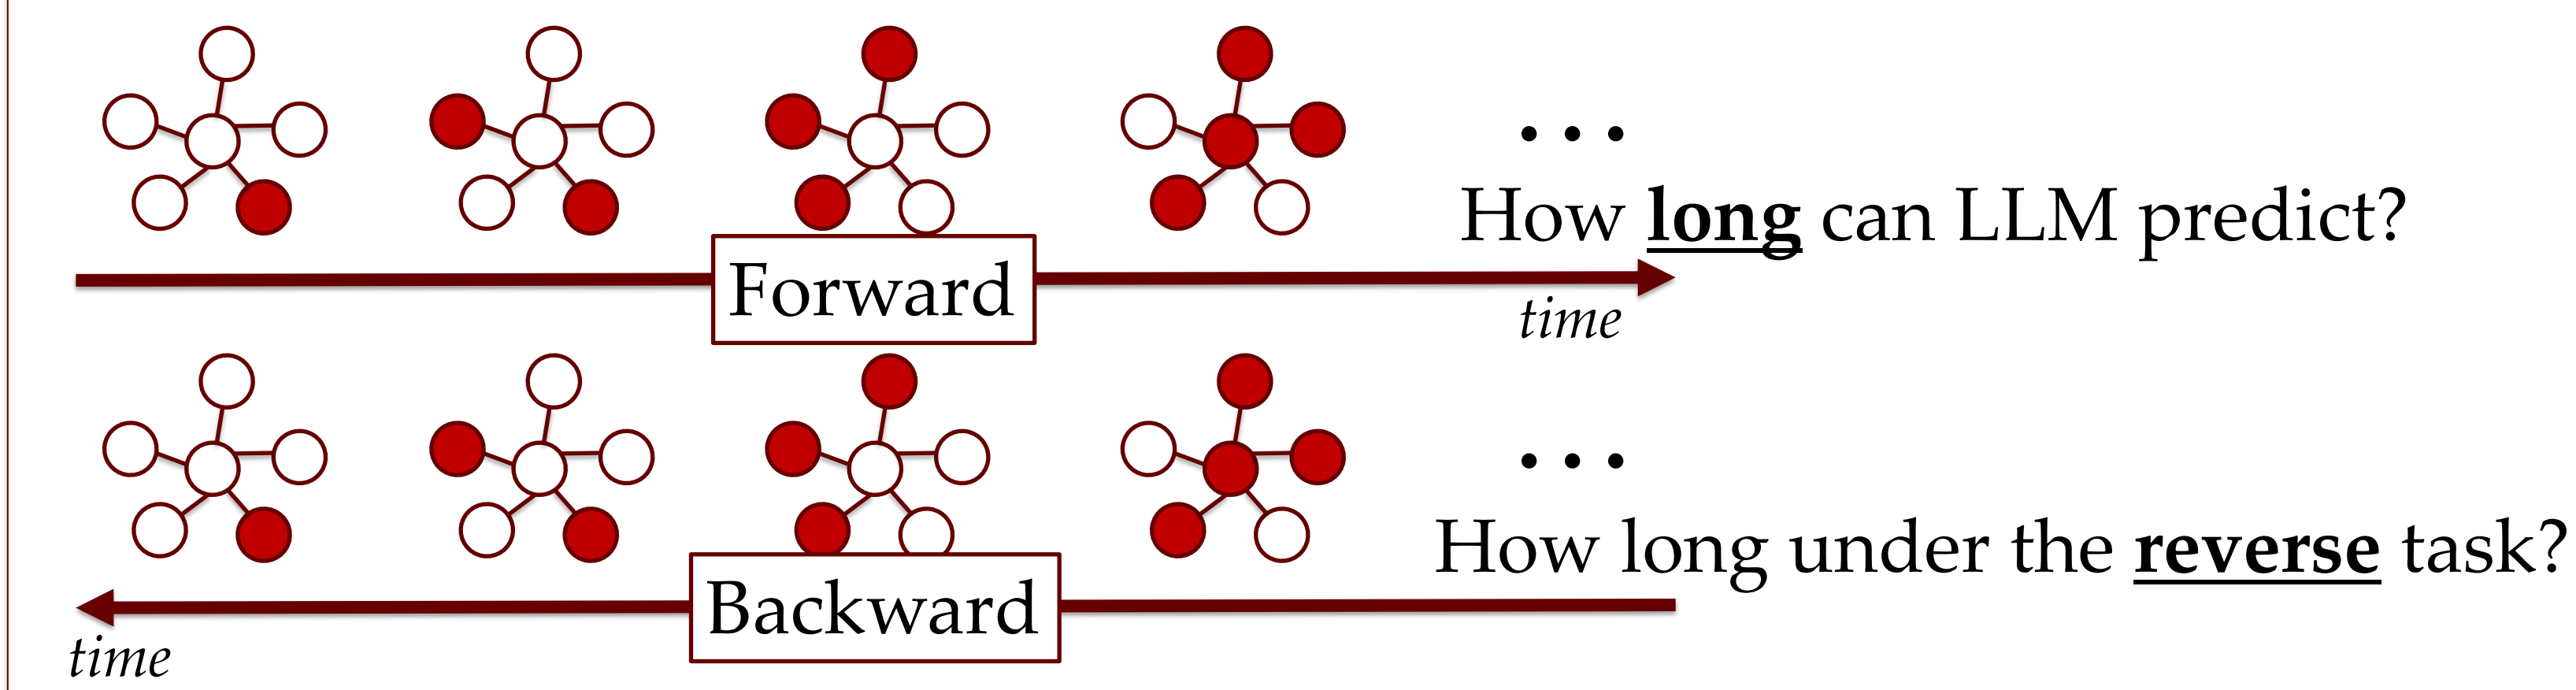 ...
How long can LLM predict?
Forward
time
...
How long under the reverse task?
Backward
time